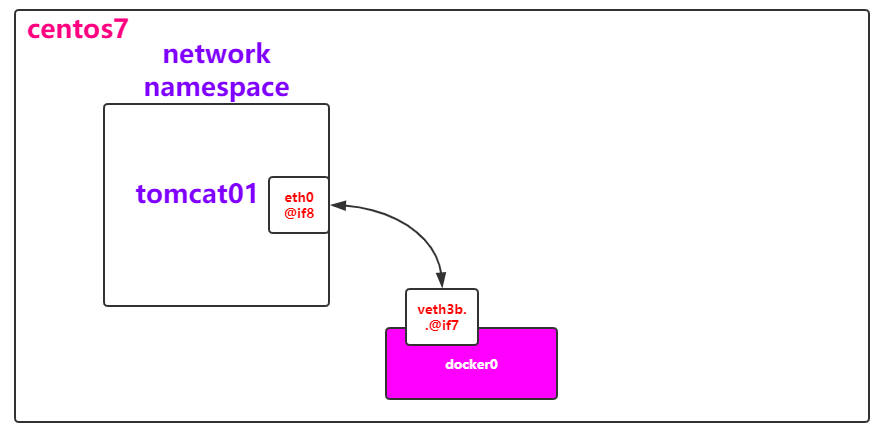 centos7
network
namespace
tomcat01
eth0
@if8
veth3b.
.@if7
docker0